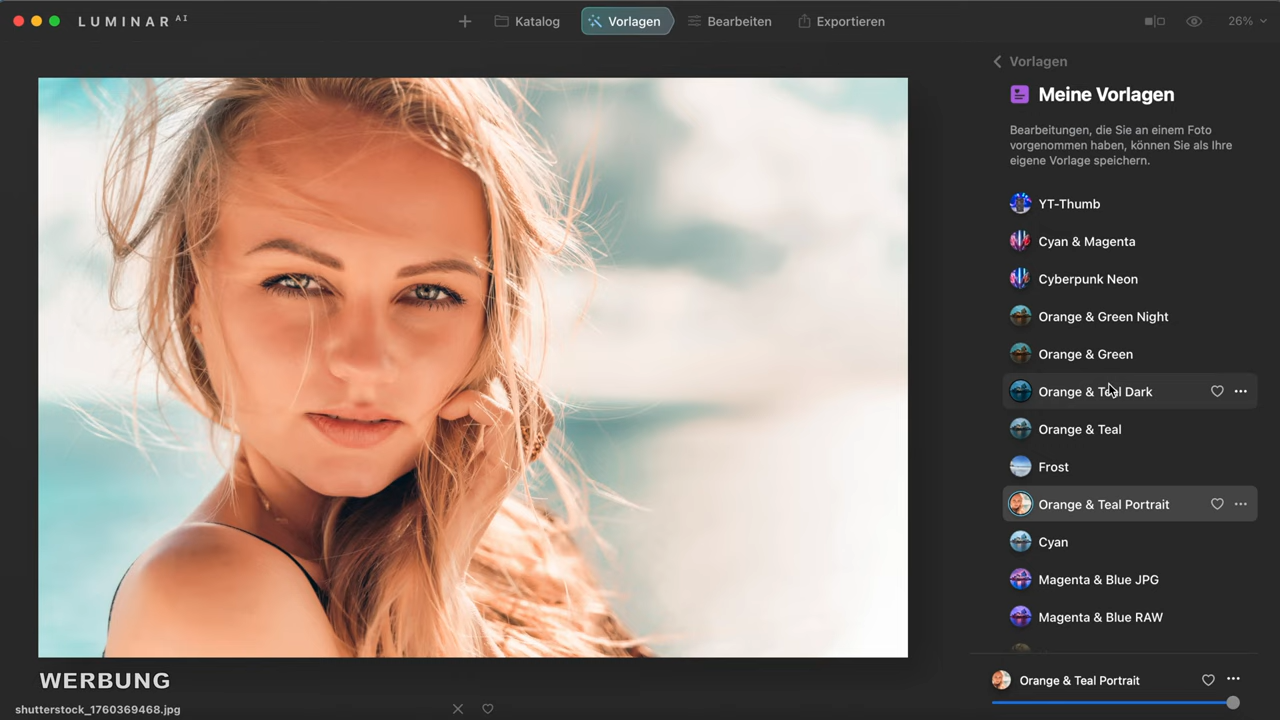 LUMINAR AI
Katalog
Vorlagen
Bearbeiten
Exportieren
26%
Vorlagen
Meine Vorlagen
Bearbeitungen, die Sie an einem Foto
vorgenommen haben, können Sie als Ihre
eigene Vorlage speichern.
YT-Thumb
Cyan & Magenta
Cyberpunk Neon
Orange & Green Night
Orange & Green
Orange & Teal Dark
Orange & Teal
Frost
Orange & Teal Portrait
Cyan
Magenta & Blue JPG
Magenta & Blue RAW
Orange & Teal Portrait
WERBUNG
shutterstock_1760369468.jpg